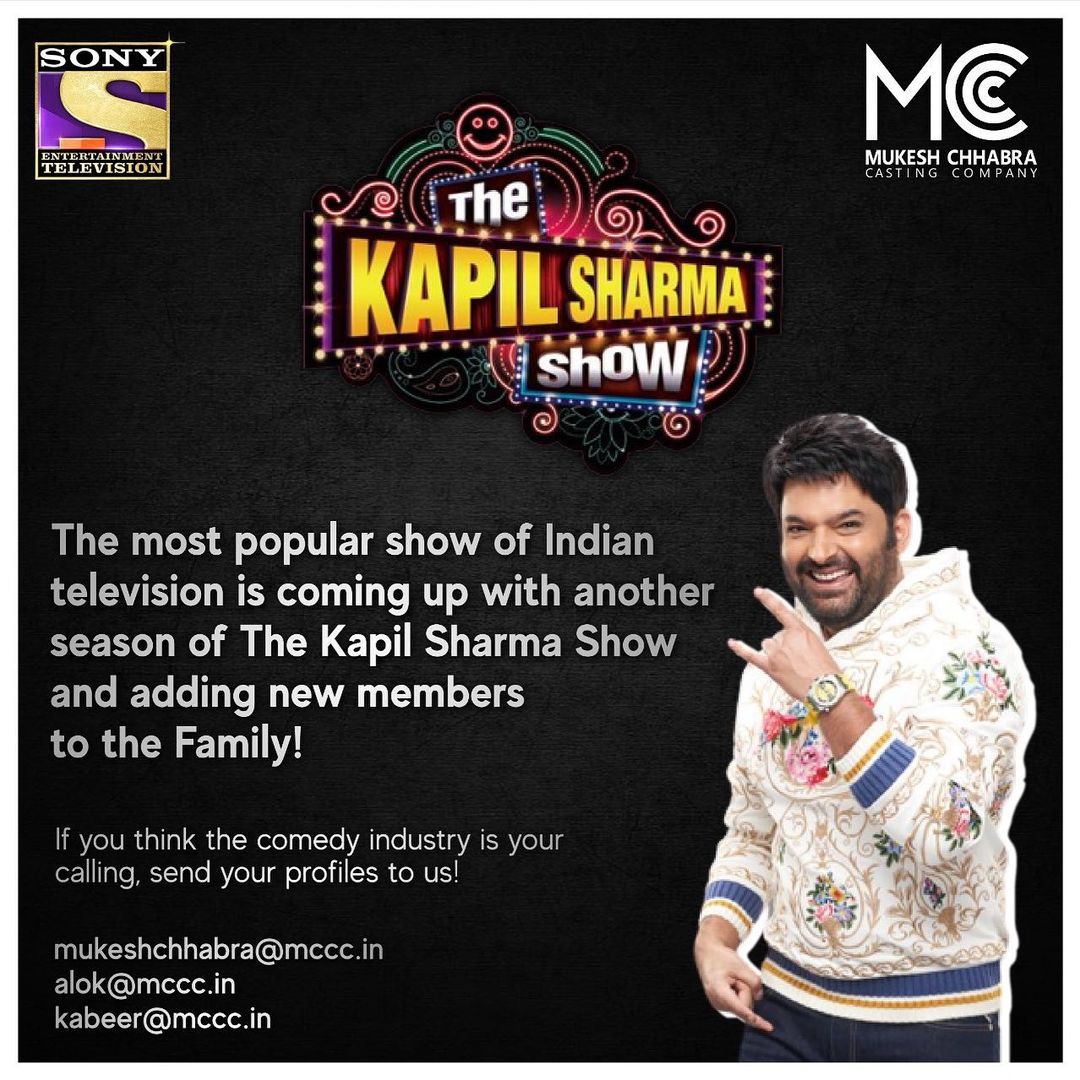 SONY
ENTERTAINMENT
TELEVISION
MCCC
MUKESH CHHABRA
CASTING COMPANY
The
KAPIL SHARMA
Show
The most popular show of Indian
television is coming up with another
season of The Kapil Sharma Show
and adding new members
to the Family!
If you think the comedy industry is your
calling, send your profiles to us!
mukeshchhabra@mccc.in
alok@mccc.in
kabeer@mccc.in